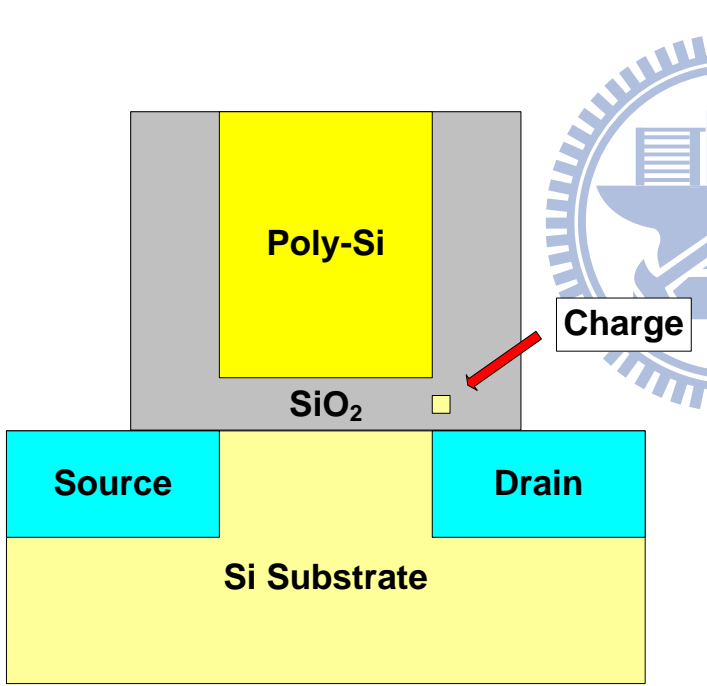 Poly-Si
Charge
SiO₂
Source
Drain
Si Substrate